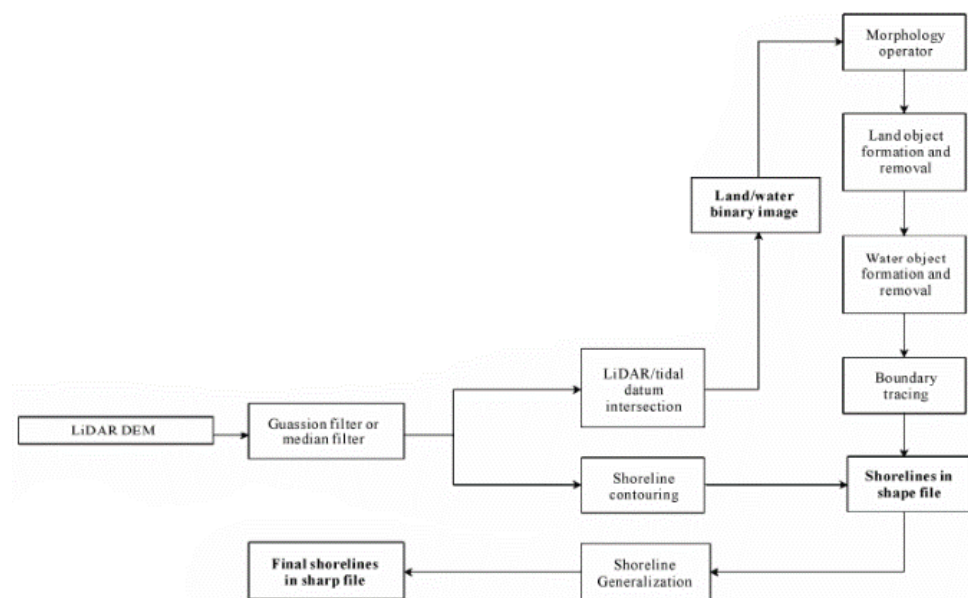 Morphology
operator
Land object
formation and
removal
Land/water
binary image
Water object
formation and
removal
LiDAR/tidal
datum
intersection
Boundary
tracing
LiDAR DEM
Guassion filter or
median filter
Shoreline
contouring
Shorelines in
shape file
Final shorelines
in sharp file
Shoreline
Generalization